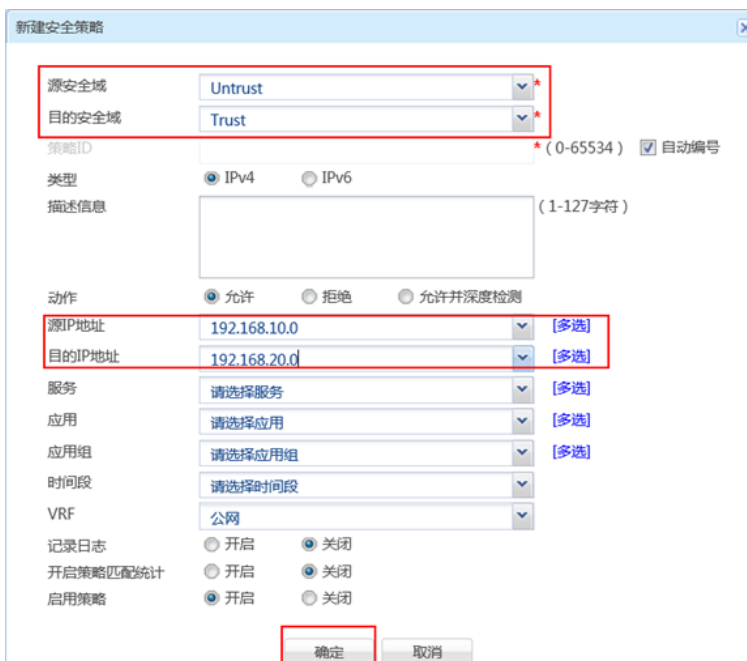 新建安全策略
源安全域 Untrust *
目的安全域 Trust *
策略ID * ( 0-65534 ) 自动编号
类型 IPv4 IPv6
描述信息 ( 1-127字符 )
动作 允许 拒绝 允许并深度检测
源IP地址 192.168.10.0 [多选]
目的IP地址 192.168.20.0 [多选]
服务 请选择服务 [多选]
应用 请选择应用 [多选]
应用组 请选择应用组 [多选]
时间段 请选择时间段
VRF 公网
记录日志 开启 关闭
开启策略匹配统计 开启 关闭
启用策略 开启 关闭
确定 取消